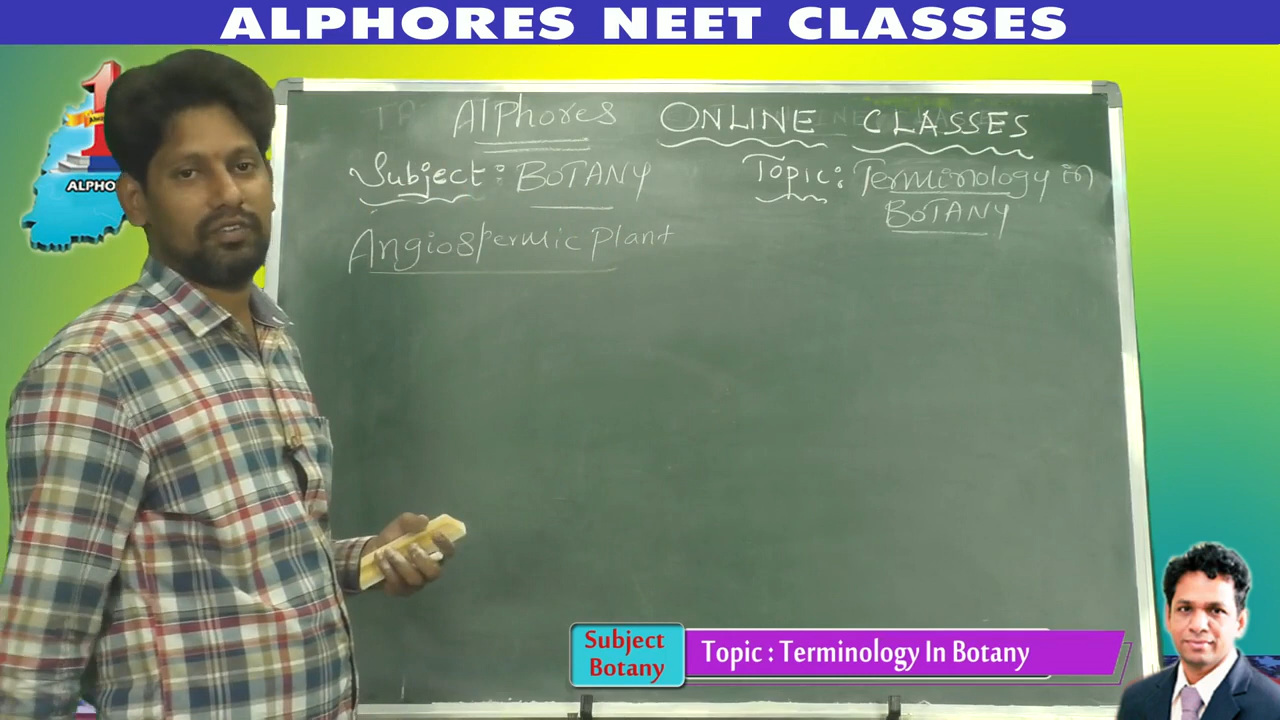 ALPHORES NEET CLASSES
1
ALPHO
Alphores ONLINE CLASSES
Subject: BOTANY
Topic: Terminology in
BOTANY
Angiospermic Plant
Subject
Botany
Topic : Terminology In Botany